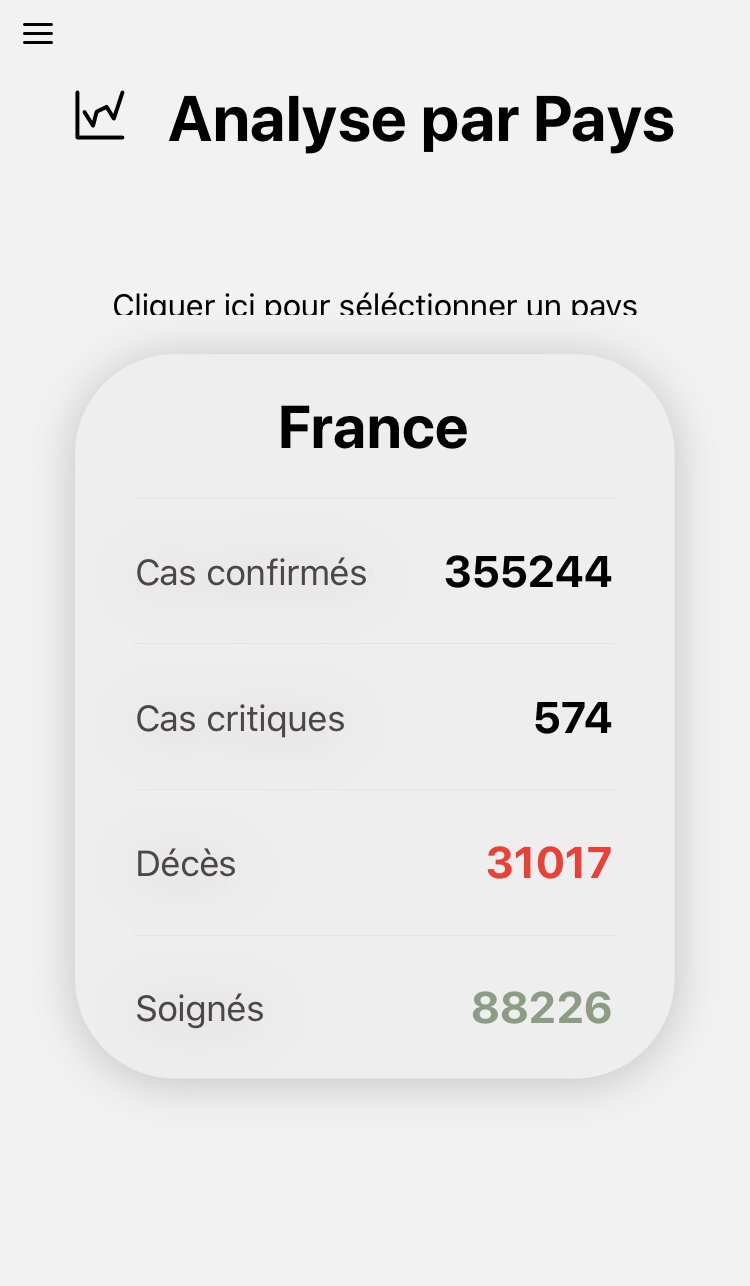 Analyse par Pays
Cliquer ici pour séléctionner un pays
France
Cas confirmés 355244
Cas critiques 574
Décès 31017
Soignés 88226